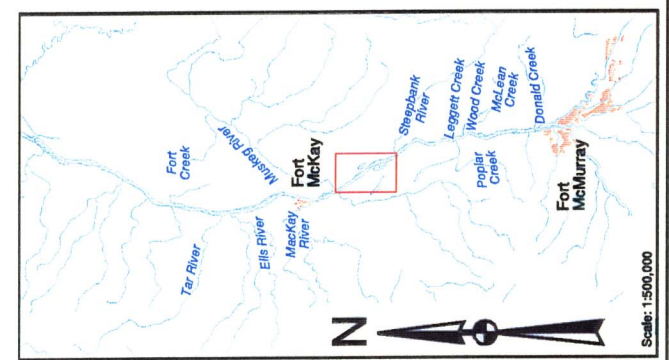 Fort
Creek
Muskeg River
Tar River
Ells River
MacKay
River
Fort
McKay
Steepbank
River
Leggett Creek
Wood Creek
McLean
Creek
Donald Creek
Poplar
Creek
Fort
McMurray
N
Scale: 1:500,000